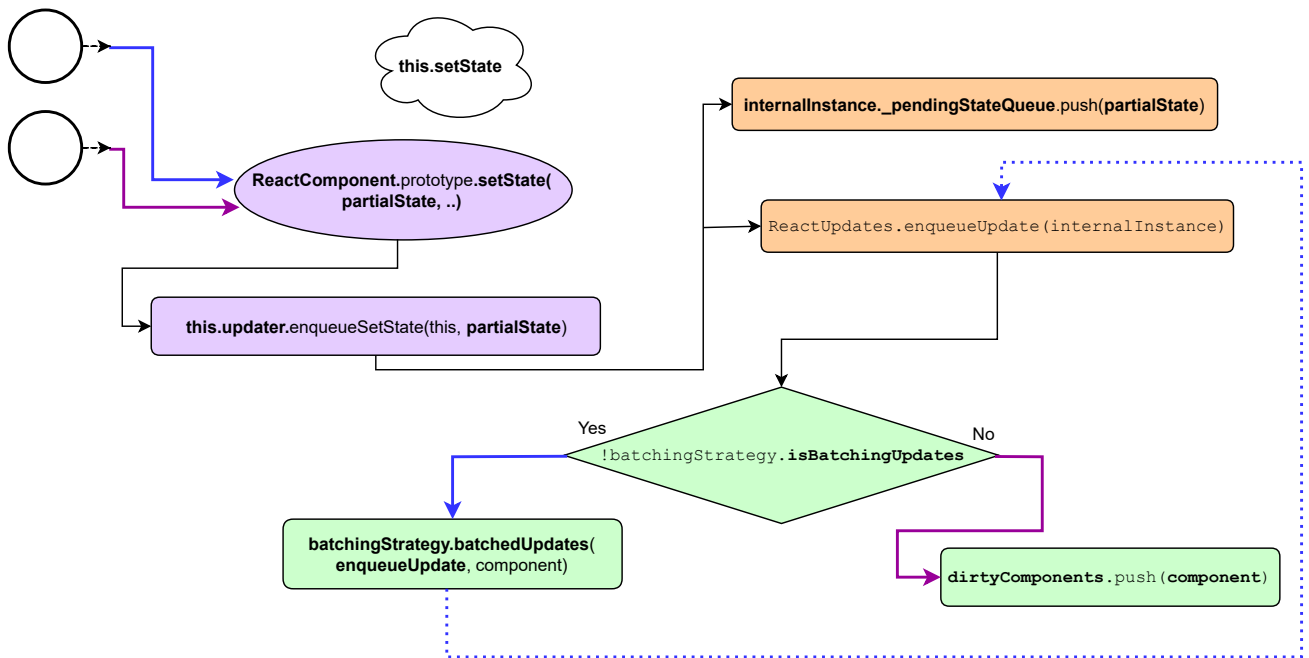 this.setState
internalInstance._pendingStateQueue.push(partialState)
ReactComponent.prototype.setState(
partialState, ..)
ReactUpdates.enqueueUpdate(internalInstance)
this.updater.enqueueSetState(this, partialState)
Yes
No
!batchingStrategy.isBatchingUpdates
batchingStrategy.batchedUpdates(
enqueueUpdate, component)
dirtyComponents.push(component)